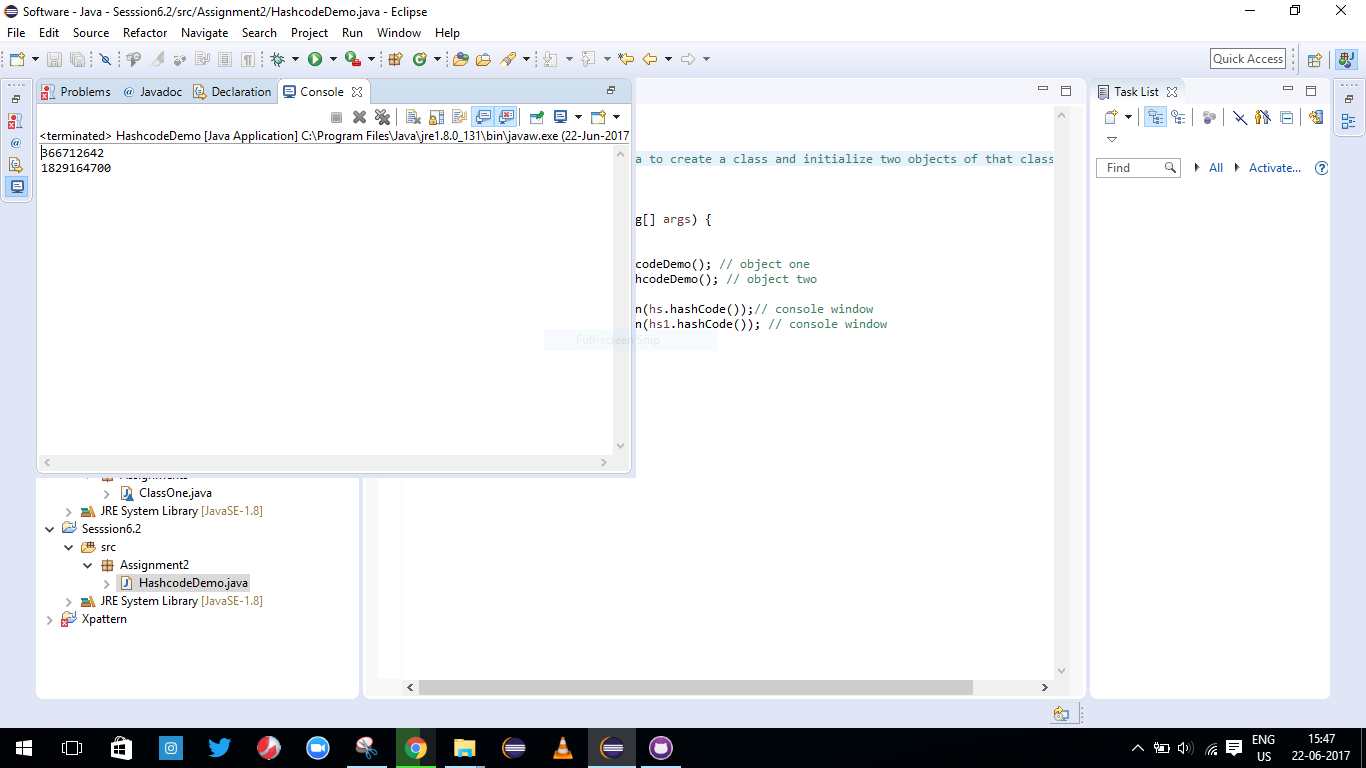 Software - Java - Sesssion6.2/src/Assignment2/HashcodeDemo.java - Eclipse
File Edit Source Refactor Navigate Search Project Run Window Help
Quick Access
Problems @ Javadoc Declaration Console
<terminated> HashcodeDemo [Java Application] C:\Program Files\Java\jre1.8.0_131\bin\javaw.exe (22-Jun-2017
366712642
1829164700
a to create a class and initialize two objects of that class
g[] args) {
codeDemo(); // object one
hcodeDemo(); // object two
n(hs.hashCode());// console window
n(hs1.hashCode()); // console window
Full-screen Snip
Task List
Find All Activate... ?
ClassOne.java
JRE System Library [JavaSE-1.8]
Sesssion6.2
src
Assignment2
HashcodeDemo.java
JRE System Library [JavaSE-1.8]
Xpattern
ENG 15:47
US 22-06-2017